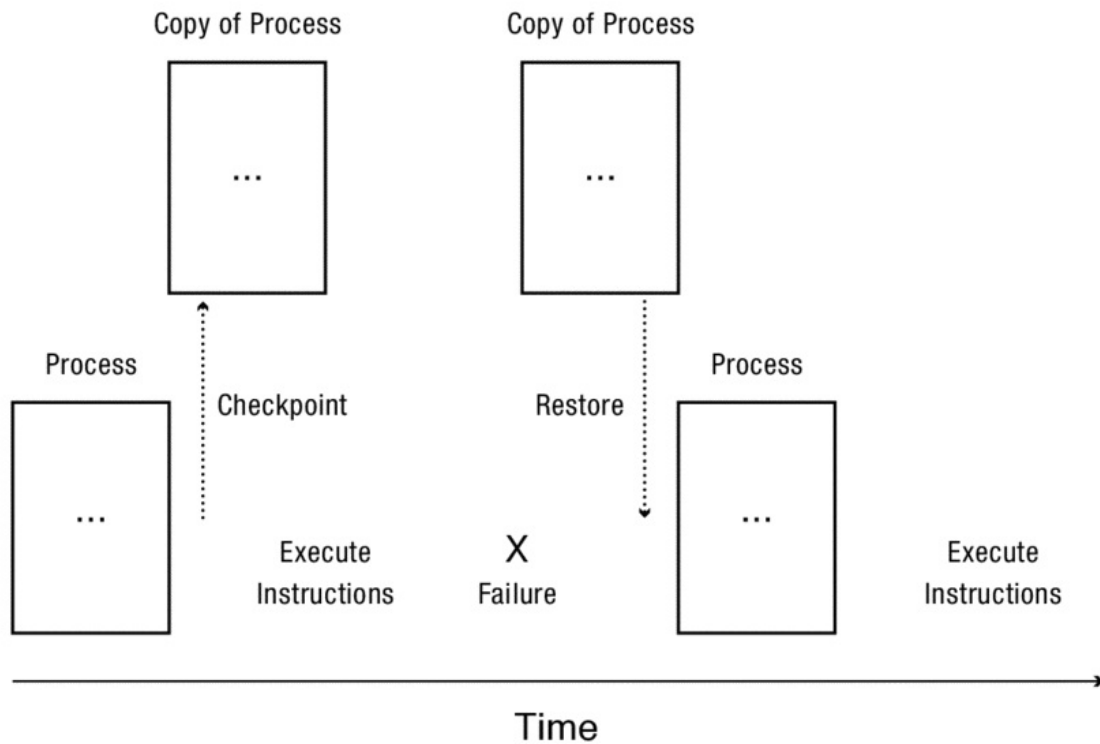 Copy of Process
Copy of Process
...
...
Process
Process
Checkpoint
Restore
...
...
Execute
Instructions
X
Failure
Execute
Instructions
Time